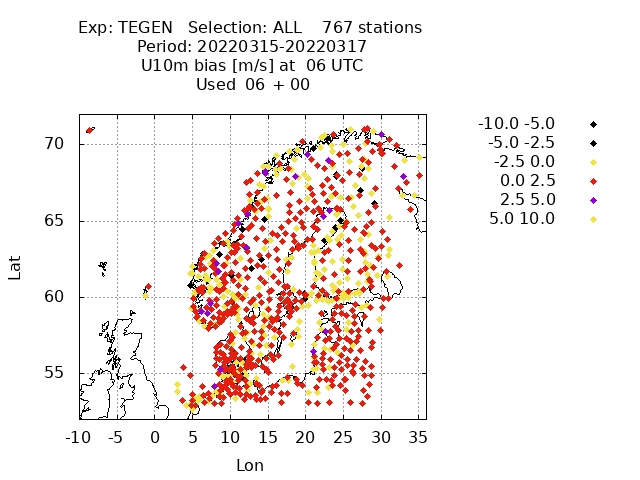 Exp: TEGEN   Selection: ALL    767 stations
Period: 20220315-20220317
U10m bias [m/s] at  06 UTC
Used  06 + 00
-10.0 -5.0
-5.0 -2.5
-2.5 0.0
0.0 2.5
2.5 5.0
5.0 10.0
70
65
60
55
Lat
-10 -5 0 5 10 15 20 25 30 35
Lon